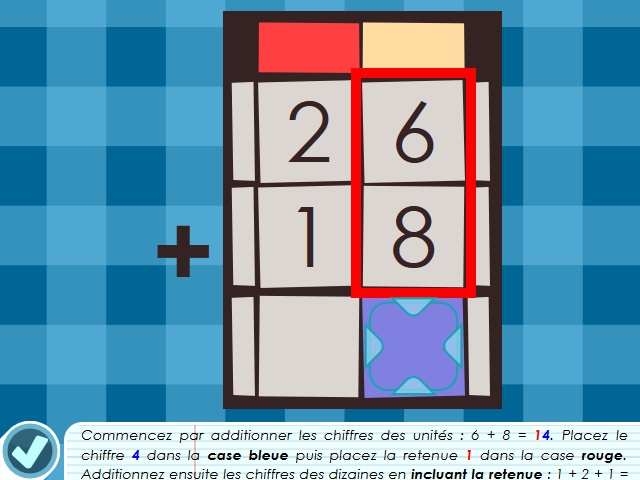 2 6
+ 1 8
Commencez par additionner les chiffres des unités : 6 + 8 = 14. Placez le
chiffre 4 dans la case bleue puis placez la retenue 1 dans la case rouge.
Additionnez ensuite les chiffres des dizaines en incluant la retenue : 1 + 2 + 1 =